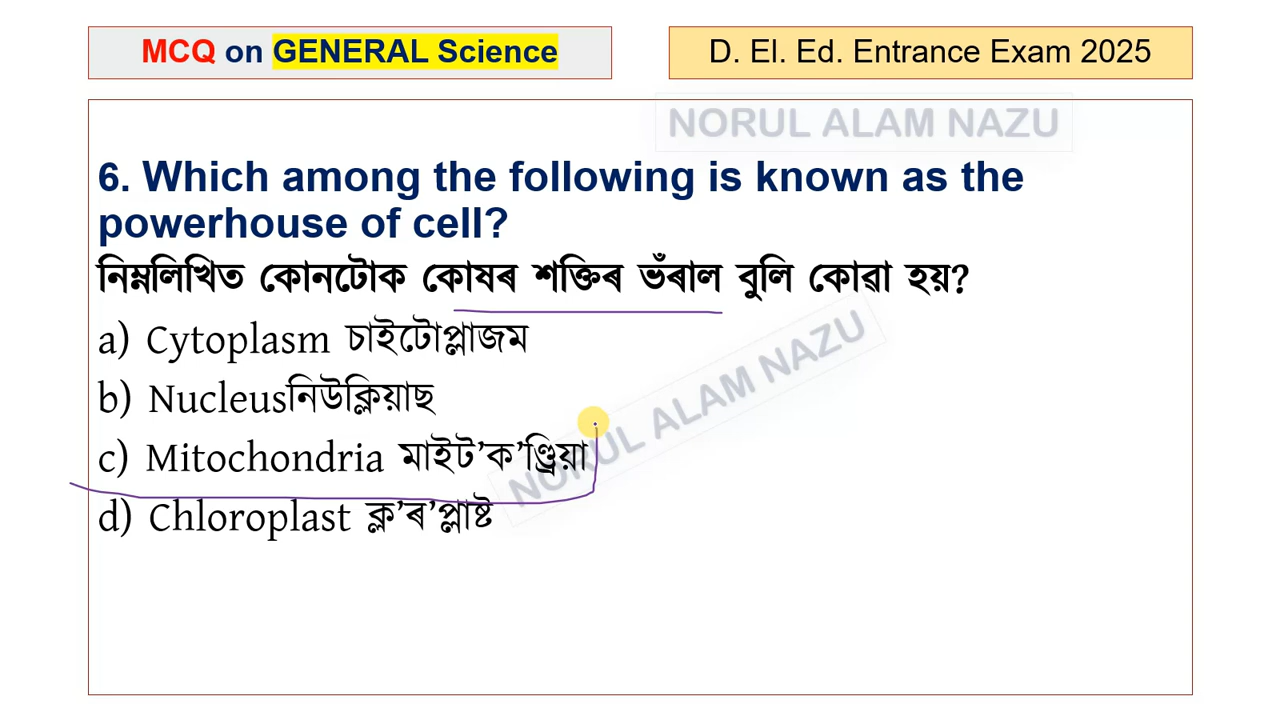 MCQ on GENERAL Science
D. El. Ed. Entrance Exam 2025
NORUL ALAM NAZU
6. Which among the following is known as the
powerhouse of cell?
নিম্নলিখিত কোনটোক কোষৰ শক্তিৰ ভঁৰাল বুলি কোৱা হয়?
a) Cytoplasm চাইটোপ্লাজম
b) Nucleusনিউক্লিয়াছ
c) Mitochondria মাইট’ক’ণ্ড্ৰিয়া
d) Chloroplast ক্ল’ৰ’প্লাষ্ট
NORUL ALAM NAZU